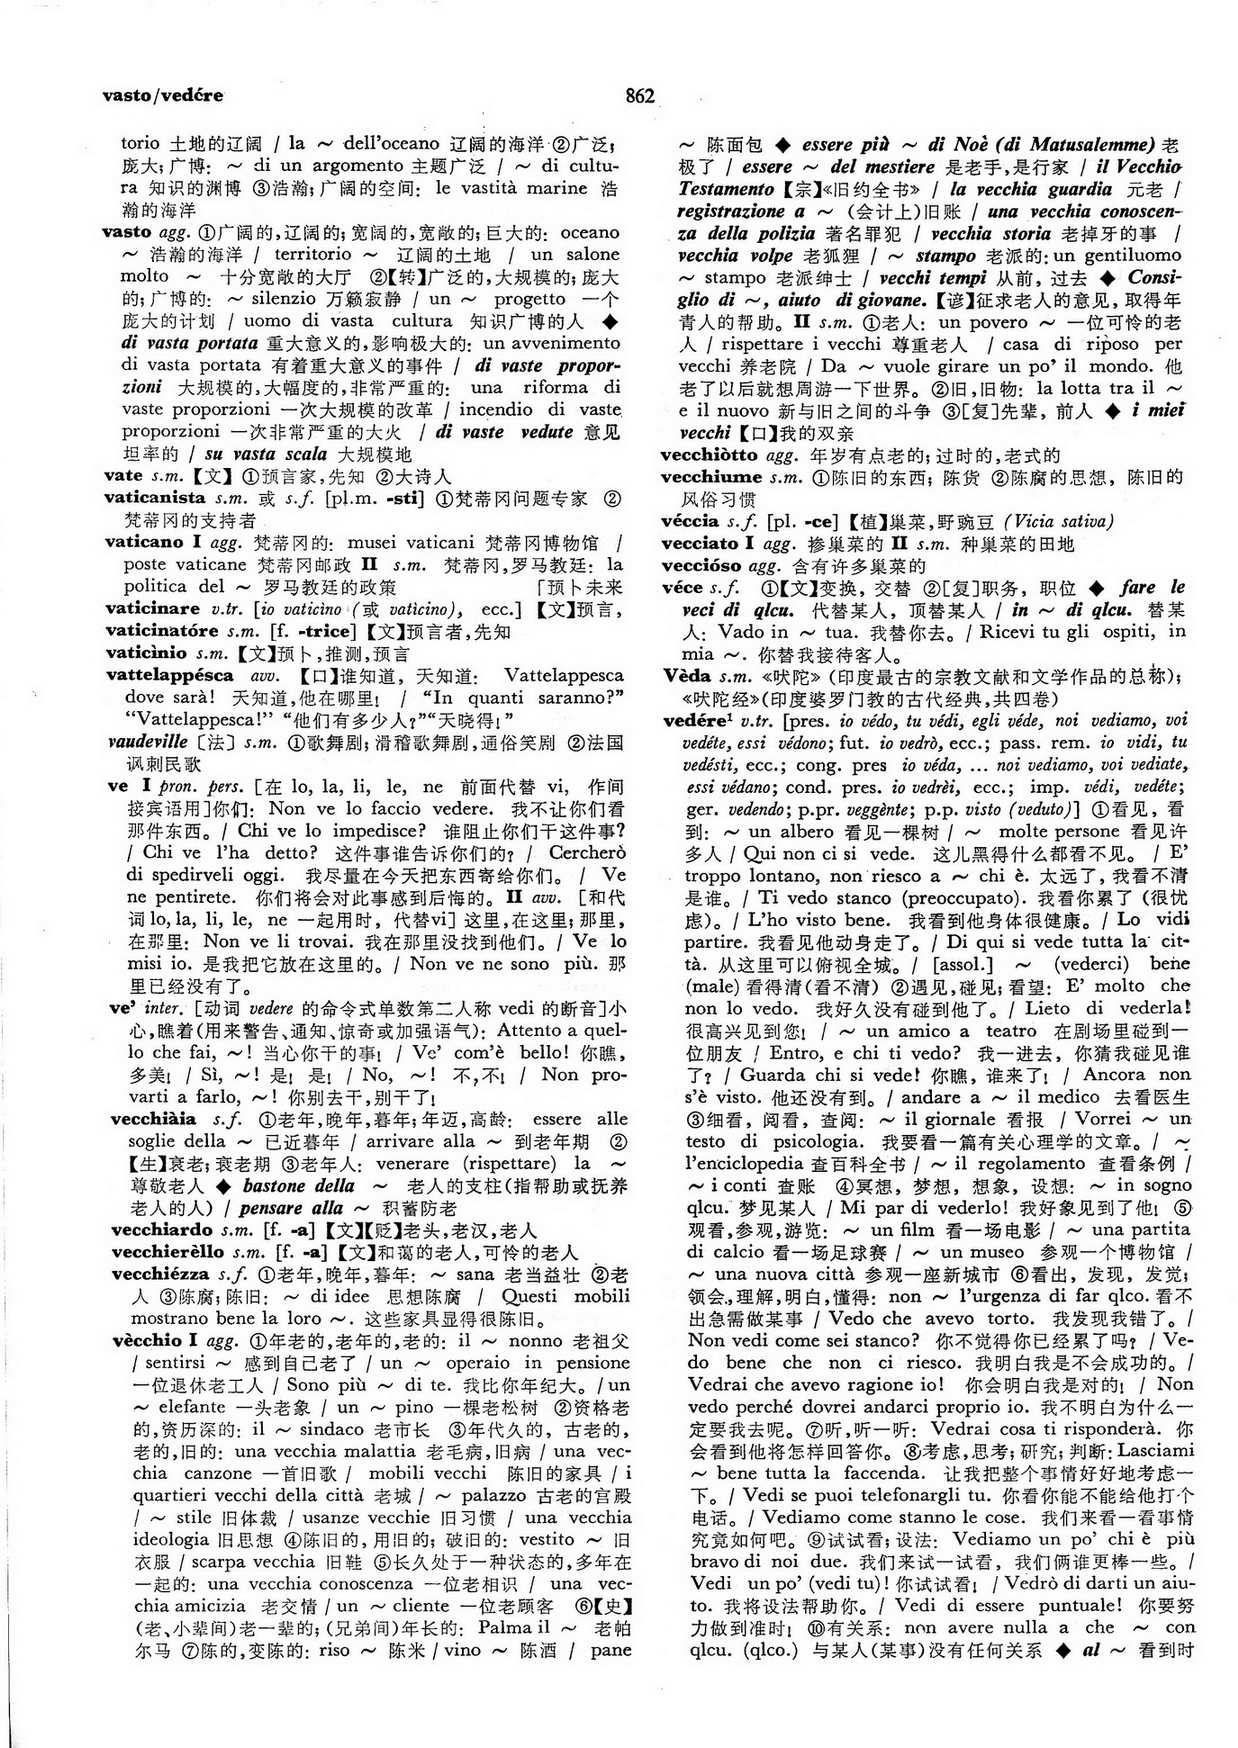 vasto/vedére
862
torio 土地的辽阔 / la ～ dell'oceano 辽阔的海洋 ②广泛;
庞大;广博: ～ di un argomento 主题广泛 / ～ di cultu-
ra 知识的渊博 ③浩瀚;广阔的空间: le vastità marine 浩
瀚的海洋
vasto agg. ①广阔的,辽阔的;宽阔的,宽敞的;巨大的: oceano
～ 浩瀚的海洋 / territorio ～ 辽阔的土地 / un salone
molto ～ 十分宽敞的大厅 ②【转】广泛的,大规模的;庞大
的;广博的: ～ silenzio 万籁寂静 / un ～ progetto 一个
庞大的计划 / uomo di vasta cultura 知识广博的人 ◆
di vasta portata 重大意义的,影响极大的: un avvenimento
di vasta portata 有着重大意义的事件 / di vaste propor-
zioni 大规模的,大幅度的,非常严重的: una riforma di
vaste proporzioni 一次大规模的改革 / incendio di vaste
proporzioni 一次非常严重的大火 / di vaste vedute 意见
坦率的 / su vasta scala 大规模地
vate s.m. 【文】 ①预言家,先知 ②大诗人
vaticanista s.m. 或 s.f. [pl.m. -sti] ①梵蒂冈问题专家 ②
梵蒂冈的支持者
vaticano I agg. 梵蒂冈的: musei vaticani 梵蒂冈博物馆 /
poste vaticane 梵蒂冈邮政 II s.m. 梵蒂冈,罗马教廷: la
politica del ～ 罗马教廷的政策 「预卜未来
vaticinare v.tr. [io vaticìno (或 vatìcino), ecc.] 【文】预言,
vaticinatóre s.m. [f. -trice] 【文】预言者,先知
vaticìnio s.m. 【文】预卜,推测,预言
vattelappésca avv. 【口】谁知道, 天知道: Vattelappesca
dove sarà! 天知道,他在哪里! / “In quanti saranno?”
“Vattelappesca!” “他们有多少人?”“天晓得!”
vaudeville 〔法〕 s.m. ①歌舞剧;滑稽歌舞剧,通俗笑剧 ②法国
讽刺民歌
ve I pron. pers. [在 lo, la, li, le, ne 前面代替 vi, 作间
接宾语用]你们: Non ve lo faccio vedere. 我不让你们看
那件东西。 / Chi ve lo impedisce? 谁阻止你们干这件事?
/ Chi ve l'ha detto? 这件事谁告诉你们的? / Cercherò
di spedirveli oggi. 我尽量在今天把东西寄给你们。 / Ve
ne pentirete. 你们将会对此事感到后悔的。 II avv. [和代
词 lo, la, li, le, ne 一起用时, 代替vi] 这里,在这里;那里,
在那里: Non ve li trovai. 我在那里没找到他们。 / Ve lo
misi io. 是我把它放在这里的。 / Non ve ne sono più. 那
里已经没有了。
ve' inter. [动词 vedere 的命令式单数第二人称 vedi 的断音]小
心,瞧着(用来警告、通知、惊奇或加强语气): Attento a quel-
lo che fai, ～! 当心你干的事! / Ve' com'è bello! 你瞧,
多美! / Sì, ～! 是! 是! / No, ～! 不,不! / Non pro-
varti a farlo, ～! 你别去干,别干了!
vecchiàia s.f. ①老年,晚年,暮年;年迈,高龄: essere alle
soglie della ～ 已近暮年 / arrivare alla ～ 到老年期 ②
【生】衰老;衰老期 ③老年人: venerare (rispettare) la ～
尊敬老人 ◆ bastone della ～ 老人的支柱(指帮助或抚养
老人的人) / pensare alla ～ 积蓄防老
vecchiardo s.m. [f. -a] 【文】【贬】老头,老汉,老人
vecchierèllo s.m. [f. -a] 【文】和蔼的老人,可怜的老人
vecchiézza s.f. ①老年,晚年,暮年: ～ sana 老当益壮 ②老
人 ③陈腐;陈旧: ～ di idee 思想陈腐 / Questi mobili
mostrano bene la loro ～. 这些家具显得很陈旧。
vècchio I agg. ①年老的,老年的,老的: il ～ nonno 老祖父
/ sentirsi ～ 感到自己老了 / un ～ operaio in pensione
一位退休老工人 / Sono più ～ di te. 我比你年纪大。 / un
～ elefante 一头老象 / un ～ pino 一棵老松树 ②资格老
的,资历深的: il ～ sindaco 老市长 ③年代久的, 古老的,
老的,旧的: una vecchia malattia 老毛病,旧病 / una vec-
chia canzone 一首旧歌 / mobili vecchi 陈旧的家具 / i
quartieri vecchi della città 老城 / ～ palazzo 古老的宫殿
/ ～ stile 旧体裁 / usanze vecchie 旧习惯 / una vecchia
ideologia 旧思想 ④陈旧的,用旧的; 破旧的: vestito ～ 旧
衣服 / scarpa vecchia 旧鞋 ⑤长久处于一种状态的,多年在
一起的: una vecchia conoscenza 一位老相识 / una vec-
chia amicizia 老交情 / un ～ cliente 一位老顾客 ⑥【史】
(老、小辈间)老一辈的;(兄弟间)年长的: Palma il ～ 老帕
尔马 ⑦陈的,变陈的: riso ～ 陈米 / vino ～ 陈酒 / pane
～ 陈面包 ◆ essere più ～ di Noè (di Matusalemme) 老
极了 / essere ～ del mestiere 是老手,是行家 / il Vecchio
Testamento 【宗】《旧约全书》 / la vecchia guardia 元老 /
registrazione a ～ (会计上)旧账 / una vecchia conoscen-
za della polizia 著名罪犯 / vecchia storia 老掉牙的事 /
vecchia volpe 老狐狸 / ～ stampo 老派的: un gentiluomo
～ stampo 老派绅士 / vecchi tempi 从前, 过去 ◆ Consi-
glio di ～, aiuto di giovane. 【谚】征求老人的意见, 取得年
青人的帮助。 II s.m. ①老人: un povero ～ 一位可怜的老
人 / rispettare i vecchi 尊重老人 / casa di riposo per
vecchi 养老院 / Da ～ vuole girare un po' il mondo. 他
老了以后就想周游一下世界。 ②旧,旧物: la lotta tra il ～
e il nuovo 新与旧之间的斗争 ③[复]先辈, 前人 ◆ i miei
vecchi 【口】我的双亲
vecchiòtto agg. 年岁有点老的; 过时的,老式的
vecchiume s.m. ①陈旧的东西; 陈货 ②陈腐的思想, 陈旧的
风俗习惯
véccia s.f. [pl. -ce] 【植】巢菜,野豌豆 (Vicia sativa)
vecciato I agg. 掺巢菜的 II s.m. 种巢菜的田地
veccióso agg. 含有许多巢菜的
véce s.f. ①【文】变换, 交替 ②[复]职务, 职位 ◆ fare le
veci di qlcu. 代替某人, 顶替某人 / in ～ di qlcu. 替某
人: Vado in ～ tua. 我替你去。 / Ricevi tu gli ospiti, in
mia ～. 你替我接待客人。
Vèda s.m. 《吠陀》 (印度最古的宗教文献和文学作品的总称);
《吠陀经》(印度婆罗门教的古代经典,共四卷)
vedére¹ v.tr. [pres. io védo, tu védi, egli véde, noi vediamo, voi
vedéte, essi védono; fut. io vedrò, ecc.; pass. rem. io vidi, tu
vedésti, ecc.; cong. pres io véda, ... noi vediamo, voi vediate,
essi védano; cond. pres. io vedrèi, ecc.; imp. védi, vedéte;
ger. vedendo; p.pr. veggènte; p.p. visto (veduto)] ①看见, 看
到: ～ un albero 看见一棵树 / ～ molte persone 看见许
多人 / Qui non ci si vede. 这儿黑得什么都看不见。 / E'
troppo lontano, non riesco a ～ chi è. 太远了, 我看不清
是谁。 / Ti vedo stanco (preoccupato). 我看你累了 (很忧
虑)。 / L'ho visto bene. 我看到他身体很健康。 / Lo vidi
partire. 我看见他动身走了。 / Di qui si vede tutta la cit-
tà. 从这里可以俯视全城。 / [assol.] ～ (vederci) bene
(male) 看得清(看不清) ②遇见,碰见;看望: E' molto che
non lo vedo. 我好久没有碰到他了。 / Lieto di vederla!
很高兴见到您! / ～ un amico a teatro 在剧场里碰到一
位朋友 / Entro, e chi ti vedo? 我一进去, 你猜我碰见谁
了? / Guarda chi si vede! 你瞧, 谁来了! / Ancora non
s'è visto. 他还没有到。 / andare a ～ il medico 去看医生
③细看, 阅看, 查阅: ～ il giornale 看报 / Vorrei ～ un
testo di psicologia. 我要看一篇有关心理学的文章。 / ～
l'enciclopedia 查百科全书 / ～ il regolamento 查看条例 /
～ i conti 查账 ④冥想, 梦想, 想象, 设想: ～ in sogno
qlcu. 梦见某人 / Mi par di vederlo! 我好象见到了他! ⑤
观看,参观,游览: ～ un film 看一场电影 / ～ una partita
di calcio 看一场足球赛 / ～ un museo 参观一个博物馆 /
～ una nuova città 参观一座新城市 ⑥看出, 发现, 发觉;
领会,理解,明白,懂得: non ～ l'urgenza di far qlco. 看不
出急需做某事 / Vedo che avevo torto. 我发现我错了。 /
Non vedi come sei stanco? 你不觉得你已经累了吗? / Ve-
do bene che non ci riesco. 我明白我是不会成功的。 /
Vedrai che avevo ragione io! 你会明白我是对的! / Non
vedo perché dovrei andarci proprio io. 我不明白为什么一
定要我去呢。 ⑦听,听一听: Vedrai cosa ti risponderà. 你
会看到他将怎样回答你。 ⑧考虑,思考;研究;判断: Lasciami
～ bene tutta la faccenda. 让我把整个事情好好地考虑一
下。 / Vedi se puoi telefonargli tu. 你看你能不能给他打个
电话。 / Vediamo come stanno le cose. 我们来看一看事情
究竟如何吧。 ⑨试试看;设法: Vediamo un po' chi è più
bravo di noi due. 我们来试一试看, 我们俩谁更棒一些。 /
Vedi un po' (vedi tu)! 你试试看! / Vedrò di darti un aiu-
to. 我将设法帮助你。 / Vedi di essere puntuale! 你要努
力做到准时! ⑩有关系: non avere nulla a che ～ con
qlcu. (qlco.) 与某人(某事)没有任何关系 ◆ al ～ 看到时